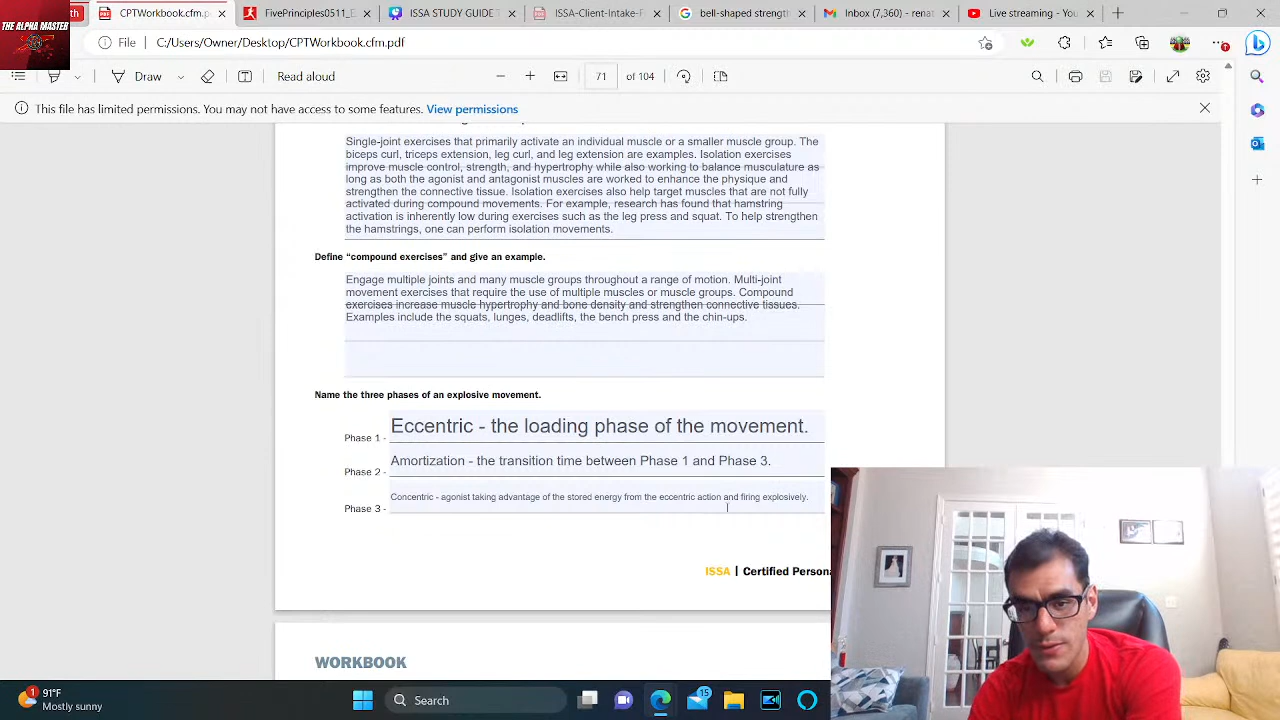 THE ALPHA MASTER
th
CPTWorkbook.cfm.pdf
FivePrinciples0511_E
ISSA STUDY GUIDE
ISSA-Client-Intake-F
bell-shap
Inbox (7,360) - renat
Live streaming - You
File
C:/Users/Owner/Desktop/CPTWorkbook.cfm.pdf
Draw
Read aloud
71
of 104
This file has limited permissions. You may not have access to some features. View permissions
Single-joint exercises that primarily activate an individual muscle or a smaller muscle group. The
biceps curl, triceps extension, leg curl, and leg extension are examples. Isolation exercises
improve muscle control, strength, and hypertrophy while also working to balance musculature as
long as both the agonist and antagonist muscles are worked to enhance the physique and
strengthen the connective tissue. Isolation exercises also help target muscles that are not fully
activated during compound movements. For example, research has found that hamstring
activation is inherently low during exercises such as the leg press and squat. To help strengthen
the hamstrings, one can perform isolation movements.
Define “compound exercises” and give an example.
Engage multiple joints and many muscle groups throughout a range of motion. Multi-joint
movement exercises that require the use of multiple muscles or muscle groups. Compound
exercises increase muscle hypertrophy and bone density and strengthen connective tissues.
Examples include the squats, lunges, deadlifts, the bench press and the chin-ups.
Name the three phases of an explosive movement.
Phase 1 - Eccentric - the loading phase of the movement.
Phase 2 - Amortization - the transition time between Phase 1 and Phase 3.
Phase 3 - Concentric - agonist taking advantage of the stored energy from the eccentric action and firing explosively.
ISSA | Certified Persona
WORKBOOK
1
91°F
Mostly sunny
Search
15